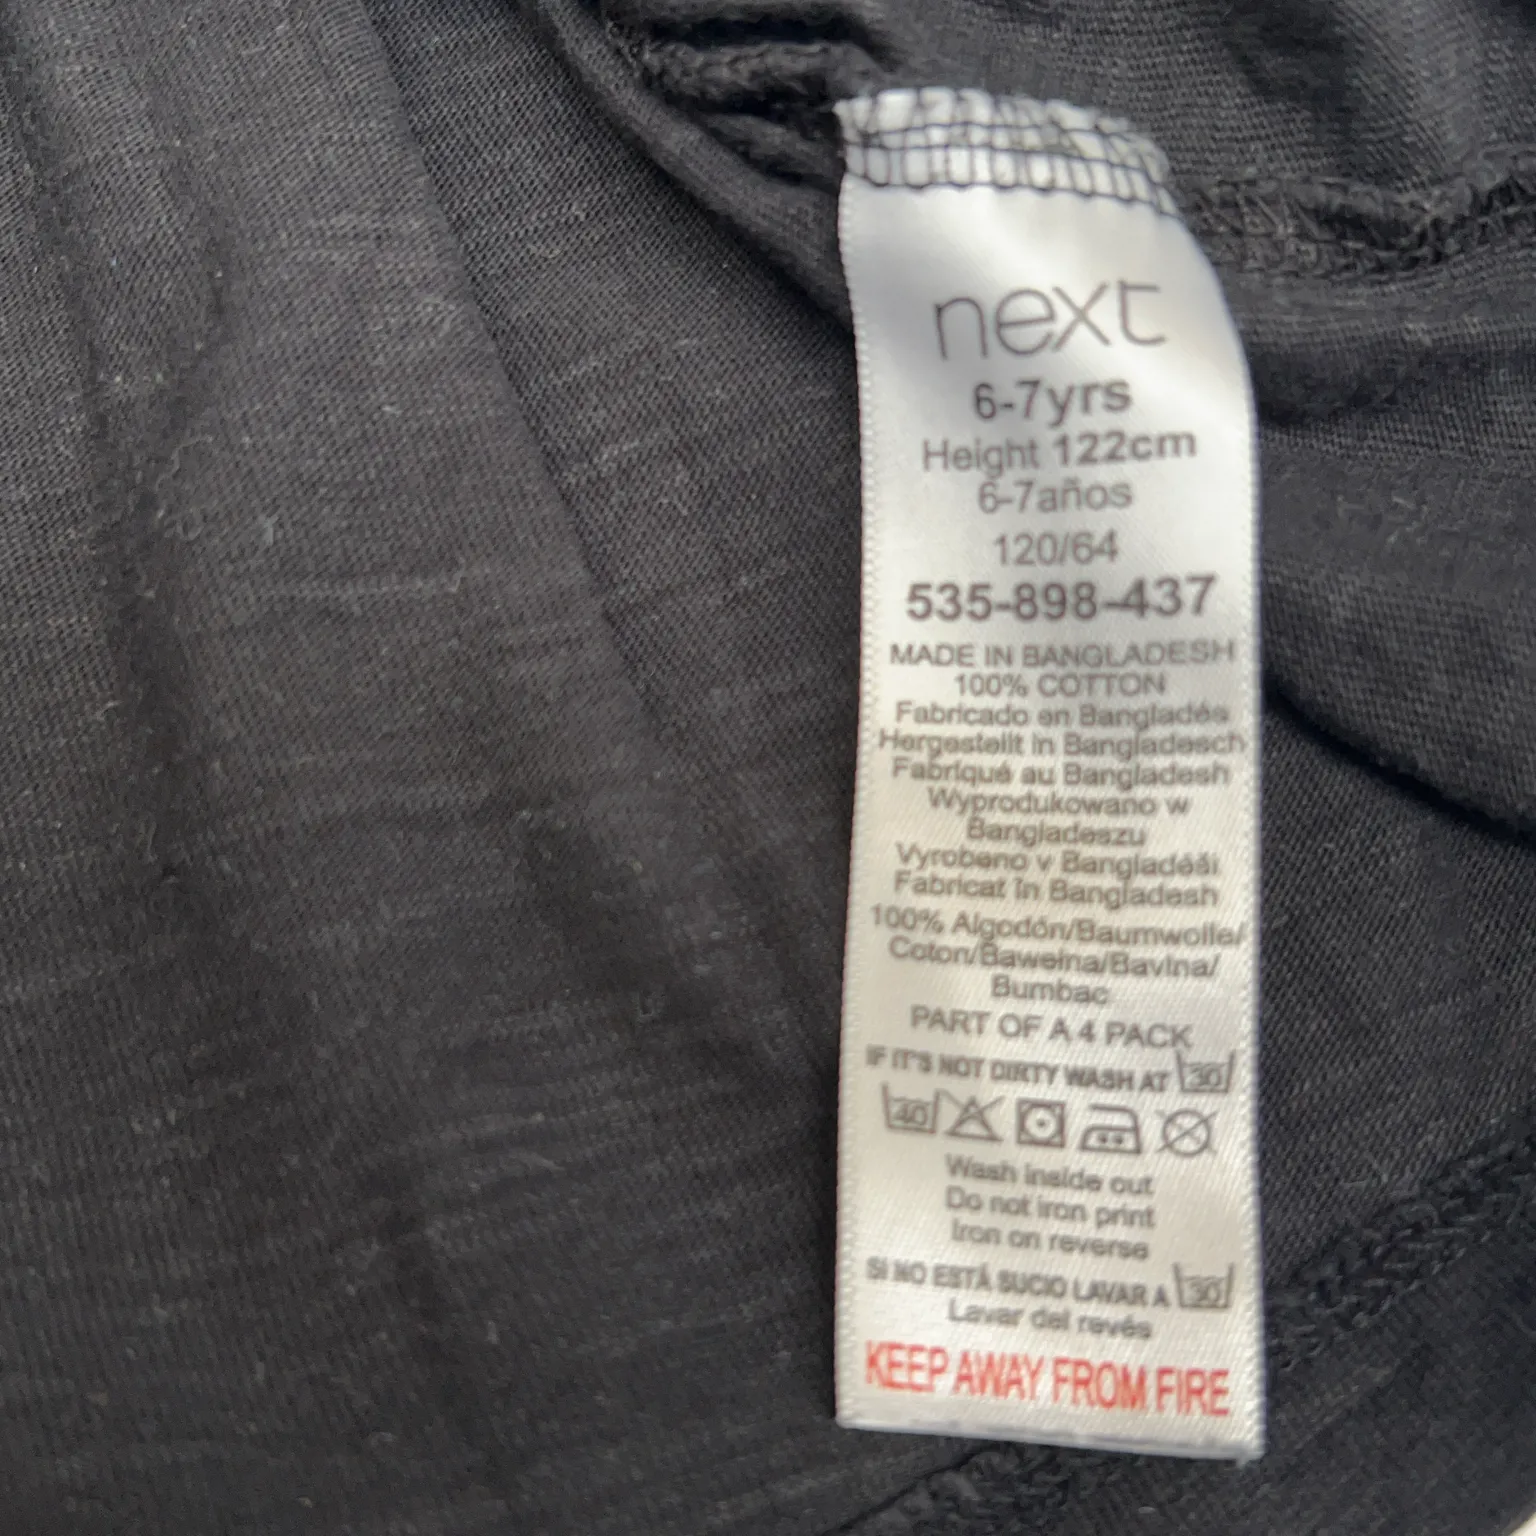 next
6-7yrs
Height 122cm
6-7años
120/64
535-898-437
MADE IN BANGLADESH
100% COTTON
Fabricado en Bangladés
Hergestellt in Bangladesch
Fabriqué au Bangladesh
Wyprodukowano w
Bangladeszu
Vyrobeno v Bangladéši
Fabricat în Bangladesh
100% Algodón/Baumwolle/
Coton/Bawełna/Bavlna/
Bumbac
PART OF A 4 PACK
IF IT'S NOT DIRTY WASH AT 30
40
Wash inside out
Do not iron print
Iron on reverse
SI NO ESTÁ SUCIO LAVAR A 30
Lavar del revés
KEEP AWAY FROM FIRE